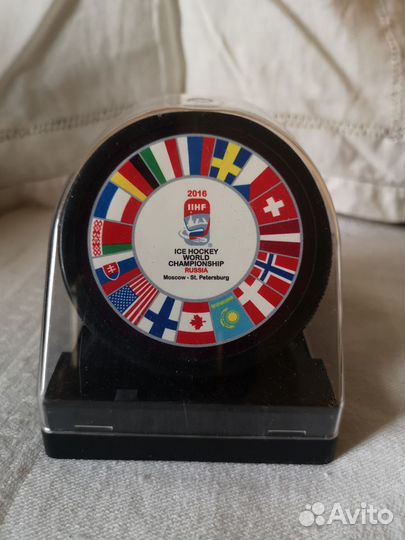 2016
IIHF
ICE HOCKEY
WORLD
CHAMPIONSHIP
RUSSIA
Moscow - St. Petersburg
Avito